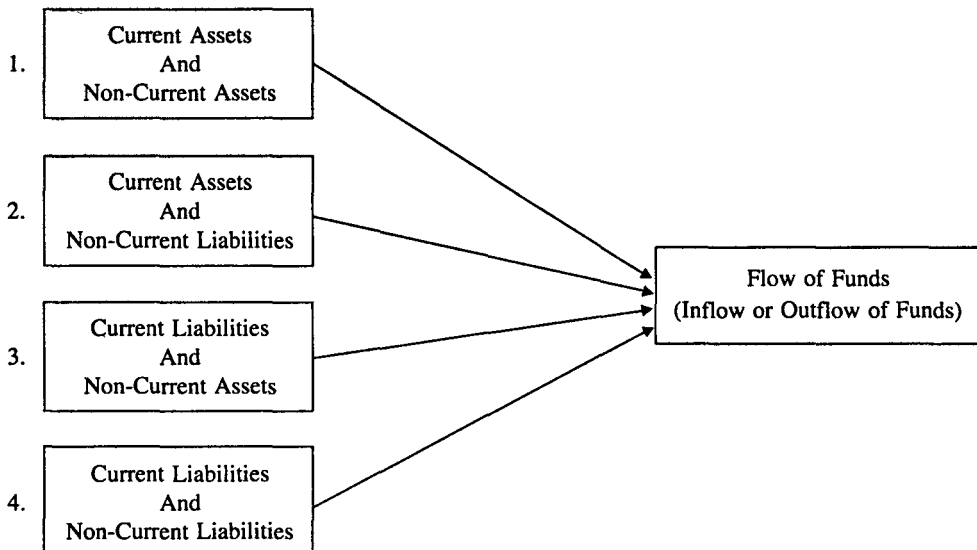 1.
Current Assets
And
Non-Current Assets
2.
Current Assets
And
Non-Current Liabilities
3.
Current Liabilities
And
Non-Current Assets
4.
Current Liabilities
And
Non-Current Liabilities
Flow of Funds
(Inflow or Outflow of Funds)